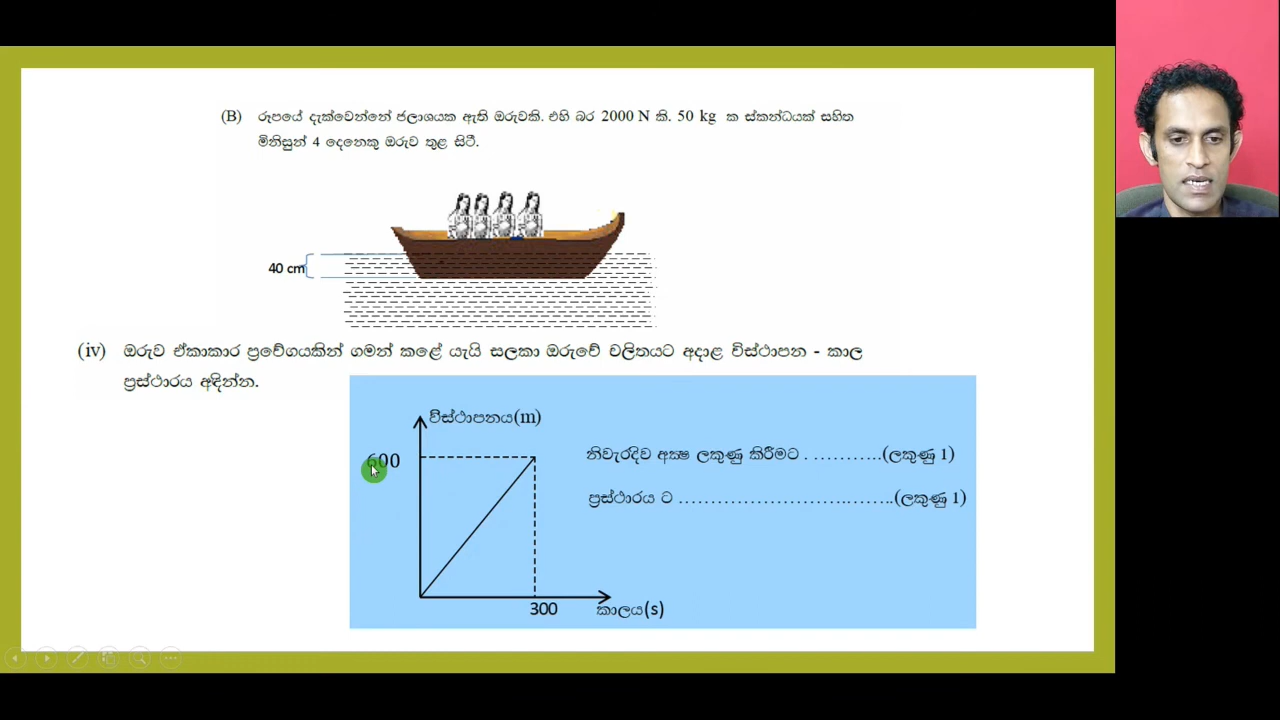 (B) රූපයේ දැක්වෙන්නේ ජලාශයක ඇති ඔරුවකි. එහි බර 2000 N කි. 50 kg ක ස්කන්ධයක් සහිත
මිනිසුන් 4 දෙනෙකු ඔරුව තුළ සිටී.
40 cm
(iv) ඔරුව ඒකාකාර ප්‍රවේගයකින් ගමන් කළේ යැයි සලකා ඔරුවේ චලිතයට අදාළ විස්ථාපන - කාල
ප්‍රස්ථාරය අඳින්න.
විස්ථාපනය(m)
600
නිවැරදිව අක්ෂ ලකුණු කිරීමට . ...........(ලකුණු 1)
ප්‍රස්ථාරය ට ................................(ලකුණු 1)
300
කාලය(s)